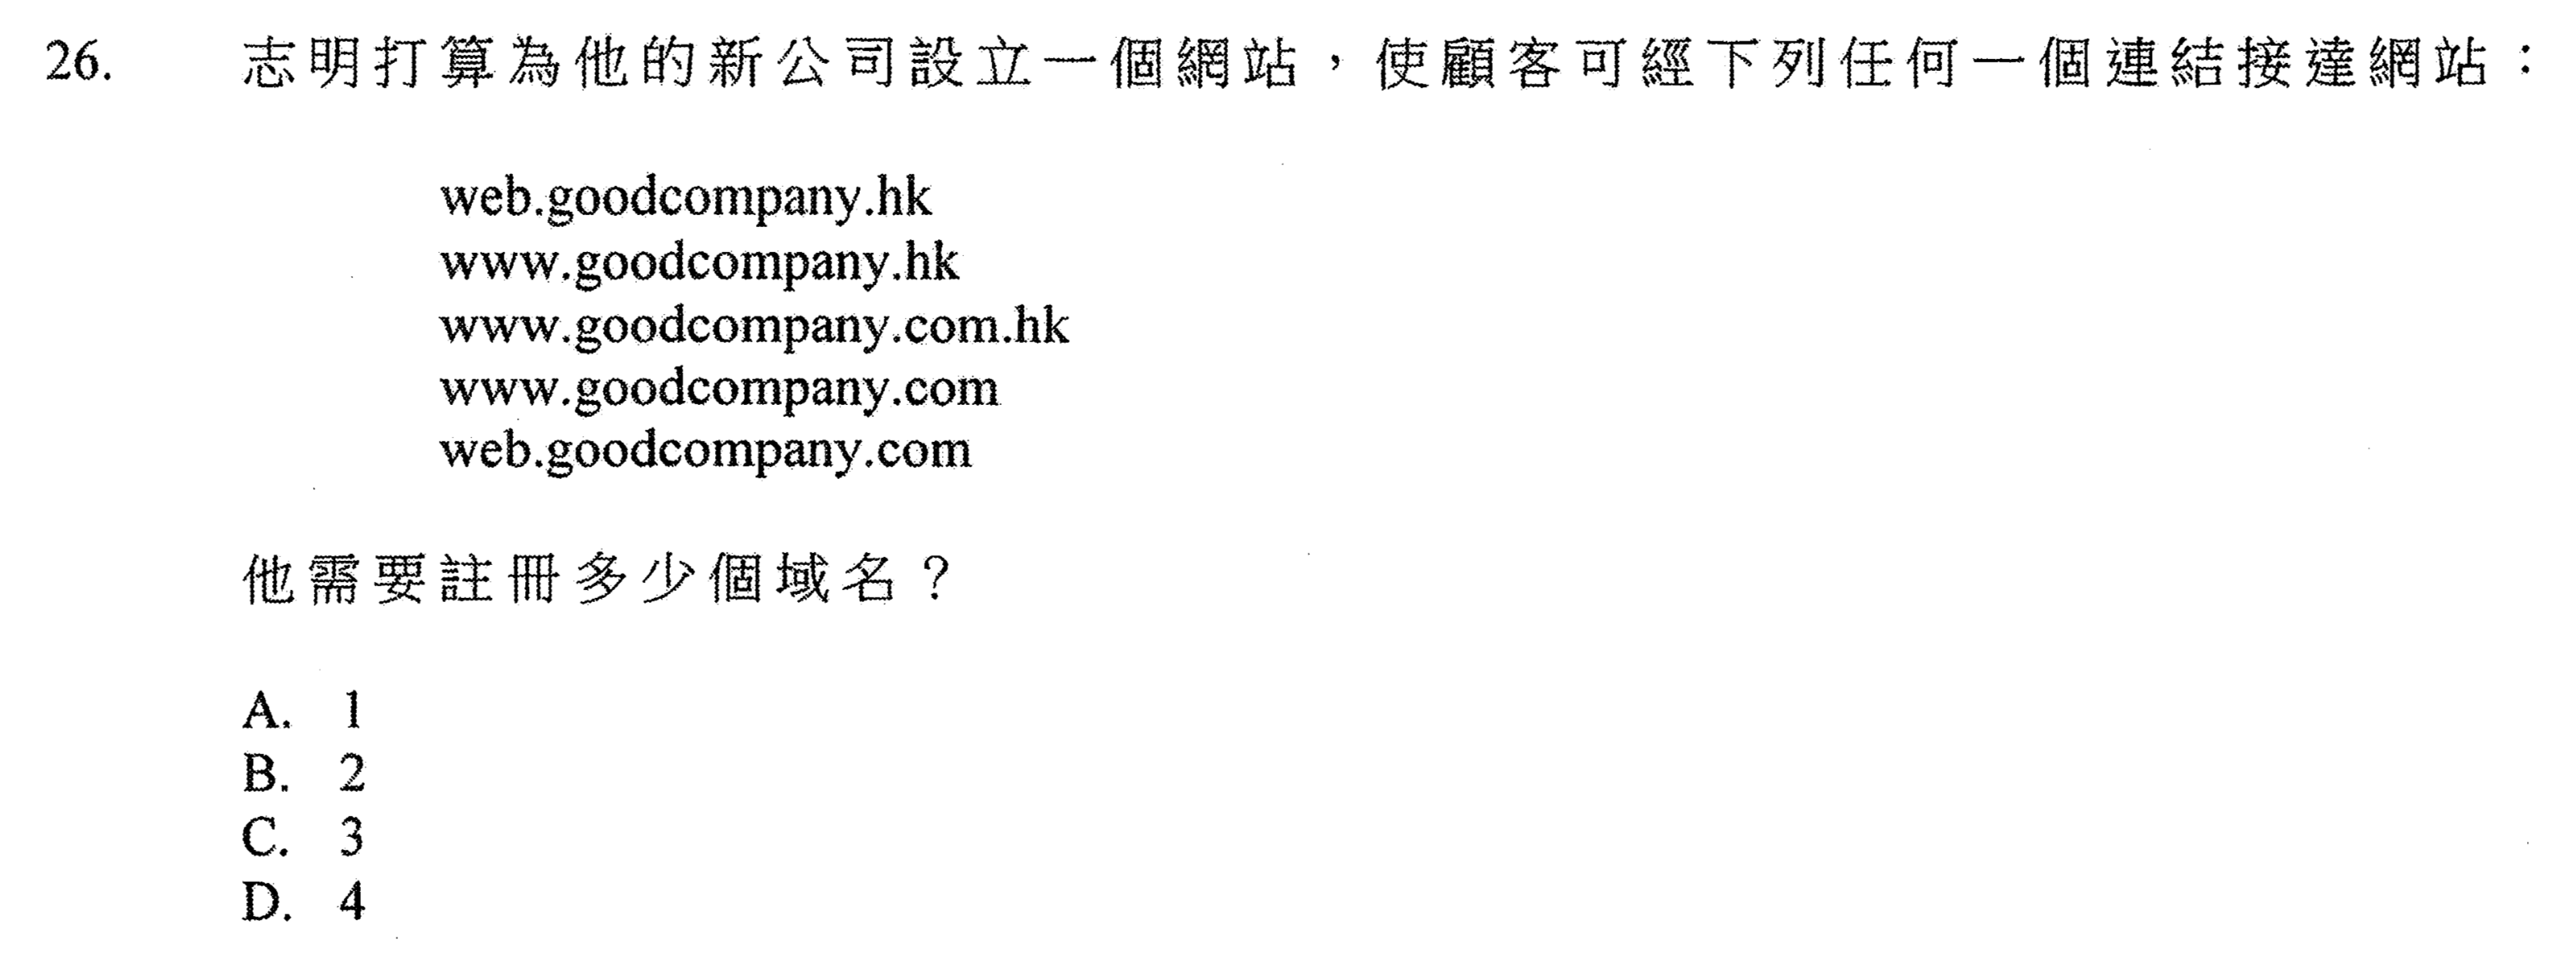 26. 志明打算為他的新公司設立一個網站，使顧客可經下列任何一個連結接達網站：
web.goodcompany.hk
www.goodcompany.hk
www.goodcompany.com.hk
www.goodcompany.com
web.goodcompany.com
他需要註冊多少個域名？
A. 1
B. 2
C. 3
D. 4